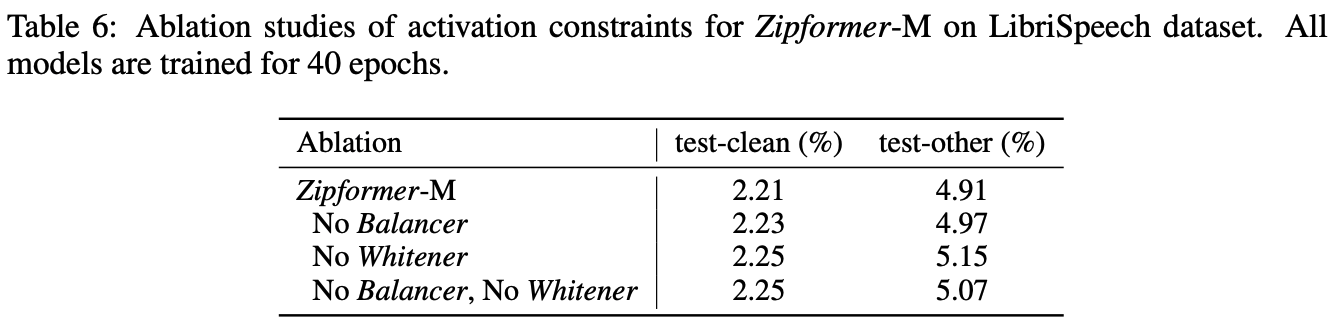 Table 6: Ablation studies of activation constraints for Zipformer-M on LibriSpeech dataset. All
models are trained for 40 epochs.
Ablation test-clean (%) test-other (%)
Zipformer-M 2.21 4.91
No Balancer 2.23 4.97
No Whitener 2.25 5.15
No Balancer, No Whitener 2.25 5.07